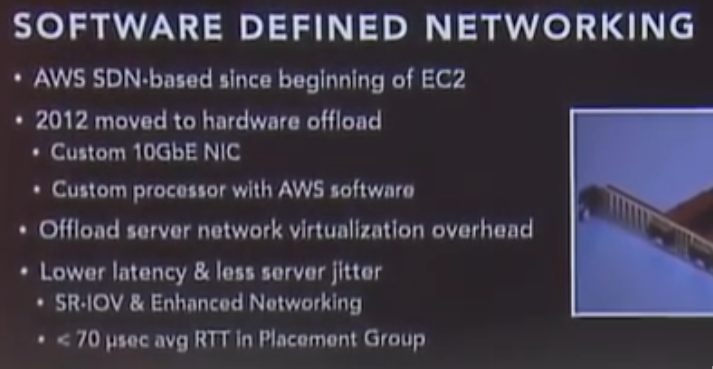 SOFTWARE DEFINED NETWORKING
• AWS SDN-based since beginning of EC2
• 2012 moved to hardware offload
• Custom 10GbE NIC
• Custom processor with AWS software
• Offload server network virtualization overhead
• Lower latency & less server jitter
• SR-IOV & Enhanced Networking
• < 70 µsec avg RTT in Placement Group